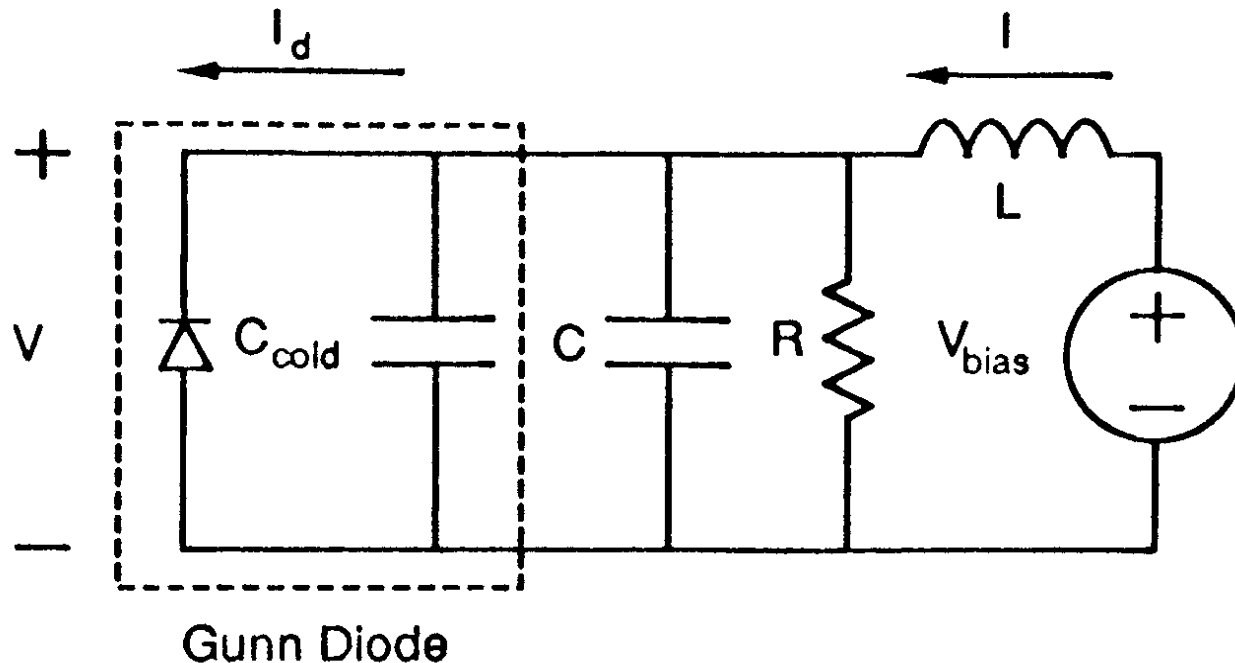 I_d
I
+
L
V
C_cold
C
R
V_bias
+
−
−
Gunn Diode